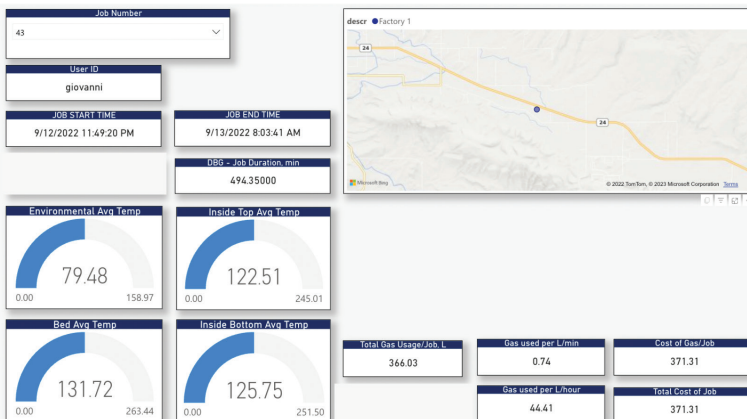 Job Number
43
User ID
giovanni
JOB START TIME
9/12/2022 11:49:20 PM
JOB END TIME
9/13/2022 8:03:41 AM
DBG - Job Duration, min
494.35000
descr Factory 1
24
24
Microsoft Bing
© 2022 TomTom, © 2023 Microsoft Corporation Terms
Environmental Avg Temp
79.48
0.00 158.97
Inside Top Avg Temp
122.51
0.00 245.01
Bed Avg Temp
131.72
0.00 263.44
Inside Bottom Avg Temp
125.75
0.00 251.50
Total Gas Usage/Job, L
366.03
Gas used per L/min
0.74
Cost of Gas/Job
371.31
Gas used per L/hour
44.41
Total Cost of Job
371.31